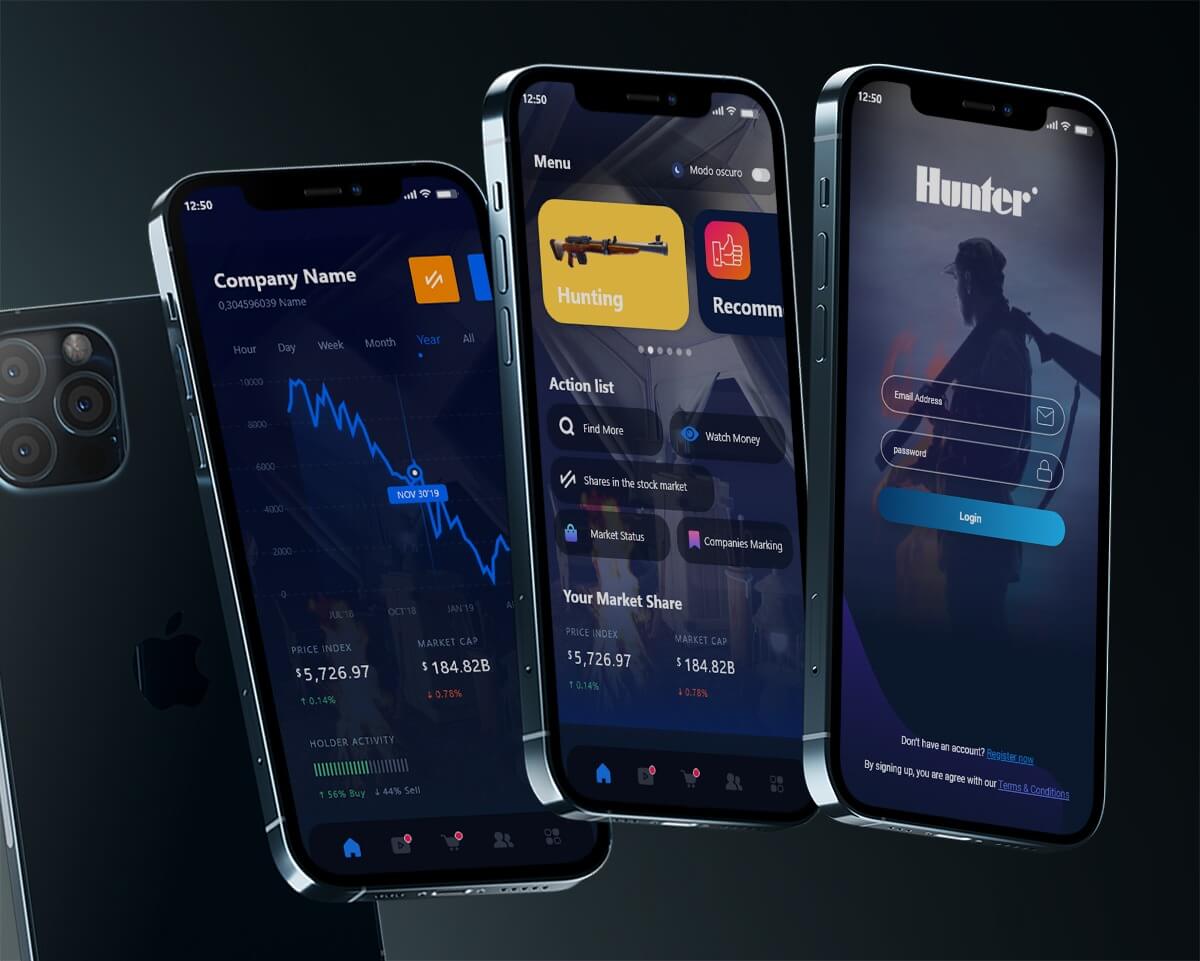 12:50
Company Name
0,304596039 Name
Hour Day Week Month Year All
10000
8000
6000
NOV 30'19
4000
2000
0
JUL'18 OCT'18 JAN'19
PRICE INDEX MARKET CAP
$5,726.97 $184.82B
↑ 0.14% ↓ 0.78%
HOLDER ACTIVITY
↑ 56% Buy ↓ 44% Sell
12:50
Menu Modo oscuro
Hunting Recomm
Action list
Find More Watch Money
Shares in the stock market
Market Status Companies Marking
Your Market Share
PRICE INDEX MARKET CAP
$5,726.97 $184.82B
↑ 0.14% ↓ 0.78%
12:50
Hunter
Email Address
password
Login
Don't have an account? Register now
By signing up, you are agree with our Terms & Conditions